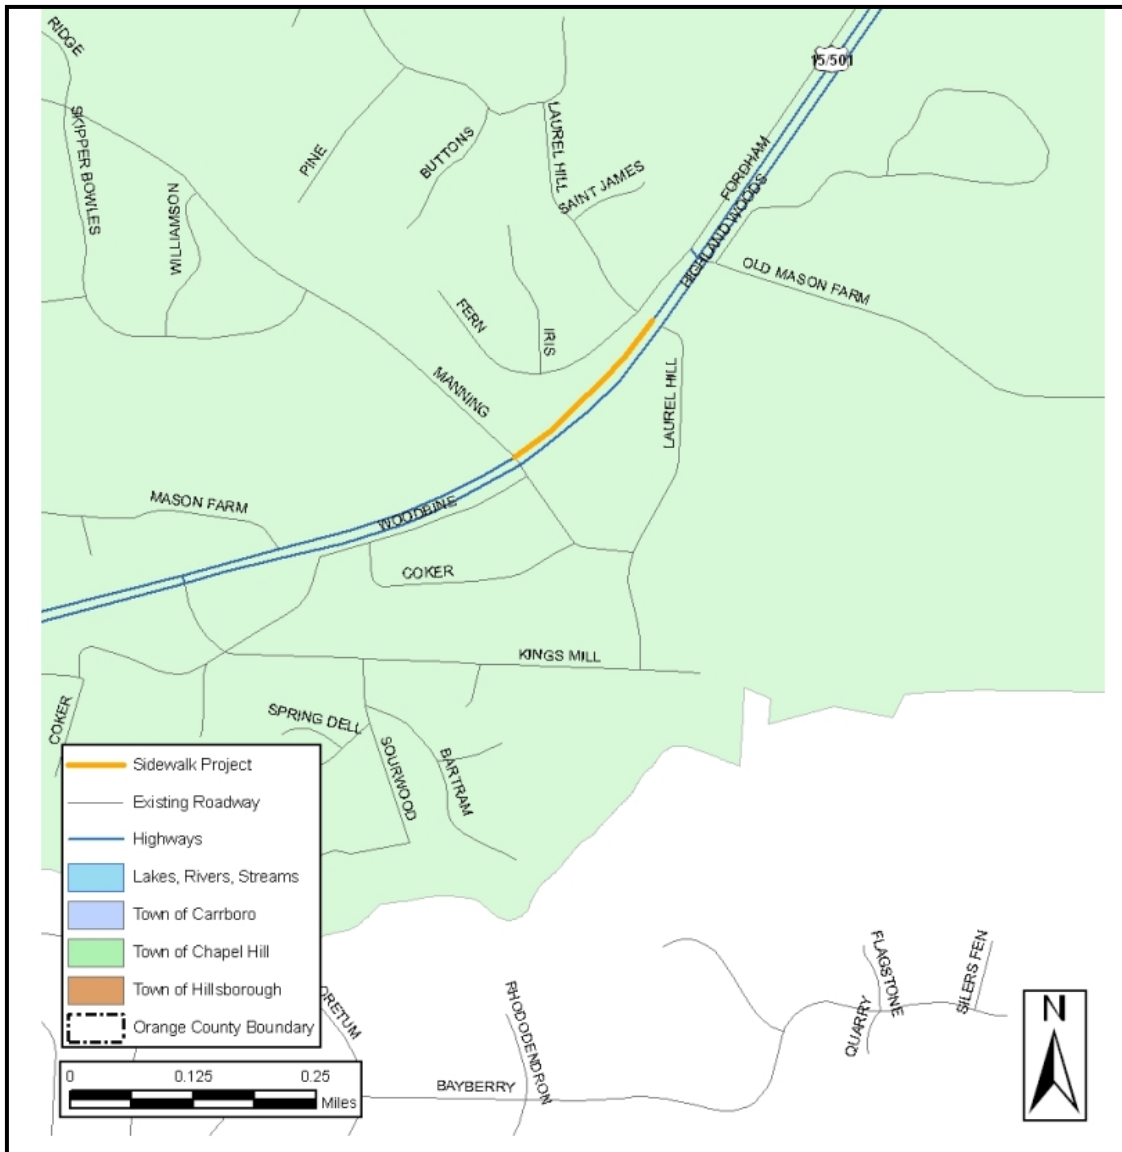 RIDGE
15/501
SKIPPER BOWLES
PINE
BUTTONS
LAUREL HILL
SAINT JAMES
FORDHAM
HIGHLAND WOODS
WILLIAMSON
OLD MASON FARM
FERN
IRIS
MANNING
LAUREL HILL
MASON FARM
WOODBINE
COKER
KINGS MILL
COKER
SPRING DELL
SOURWOOD
BARTRAM
Sidewalk Project
Existing Roadway
Highways
Lakes, Rivers, Streams
Town of Carrboro
Town of Chapel Hill
Town of Hillsborough
Orange County Boundary
ORETUM
RHODODENDRON
FLAGSTONE
SILERS FEN
QUARRY
N
0 0.125 0.25
Miles
BAYBERRY